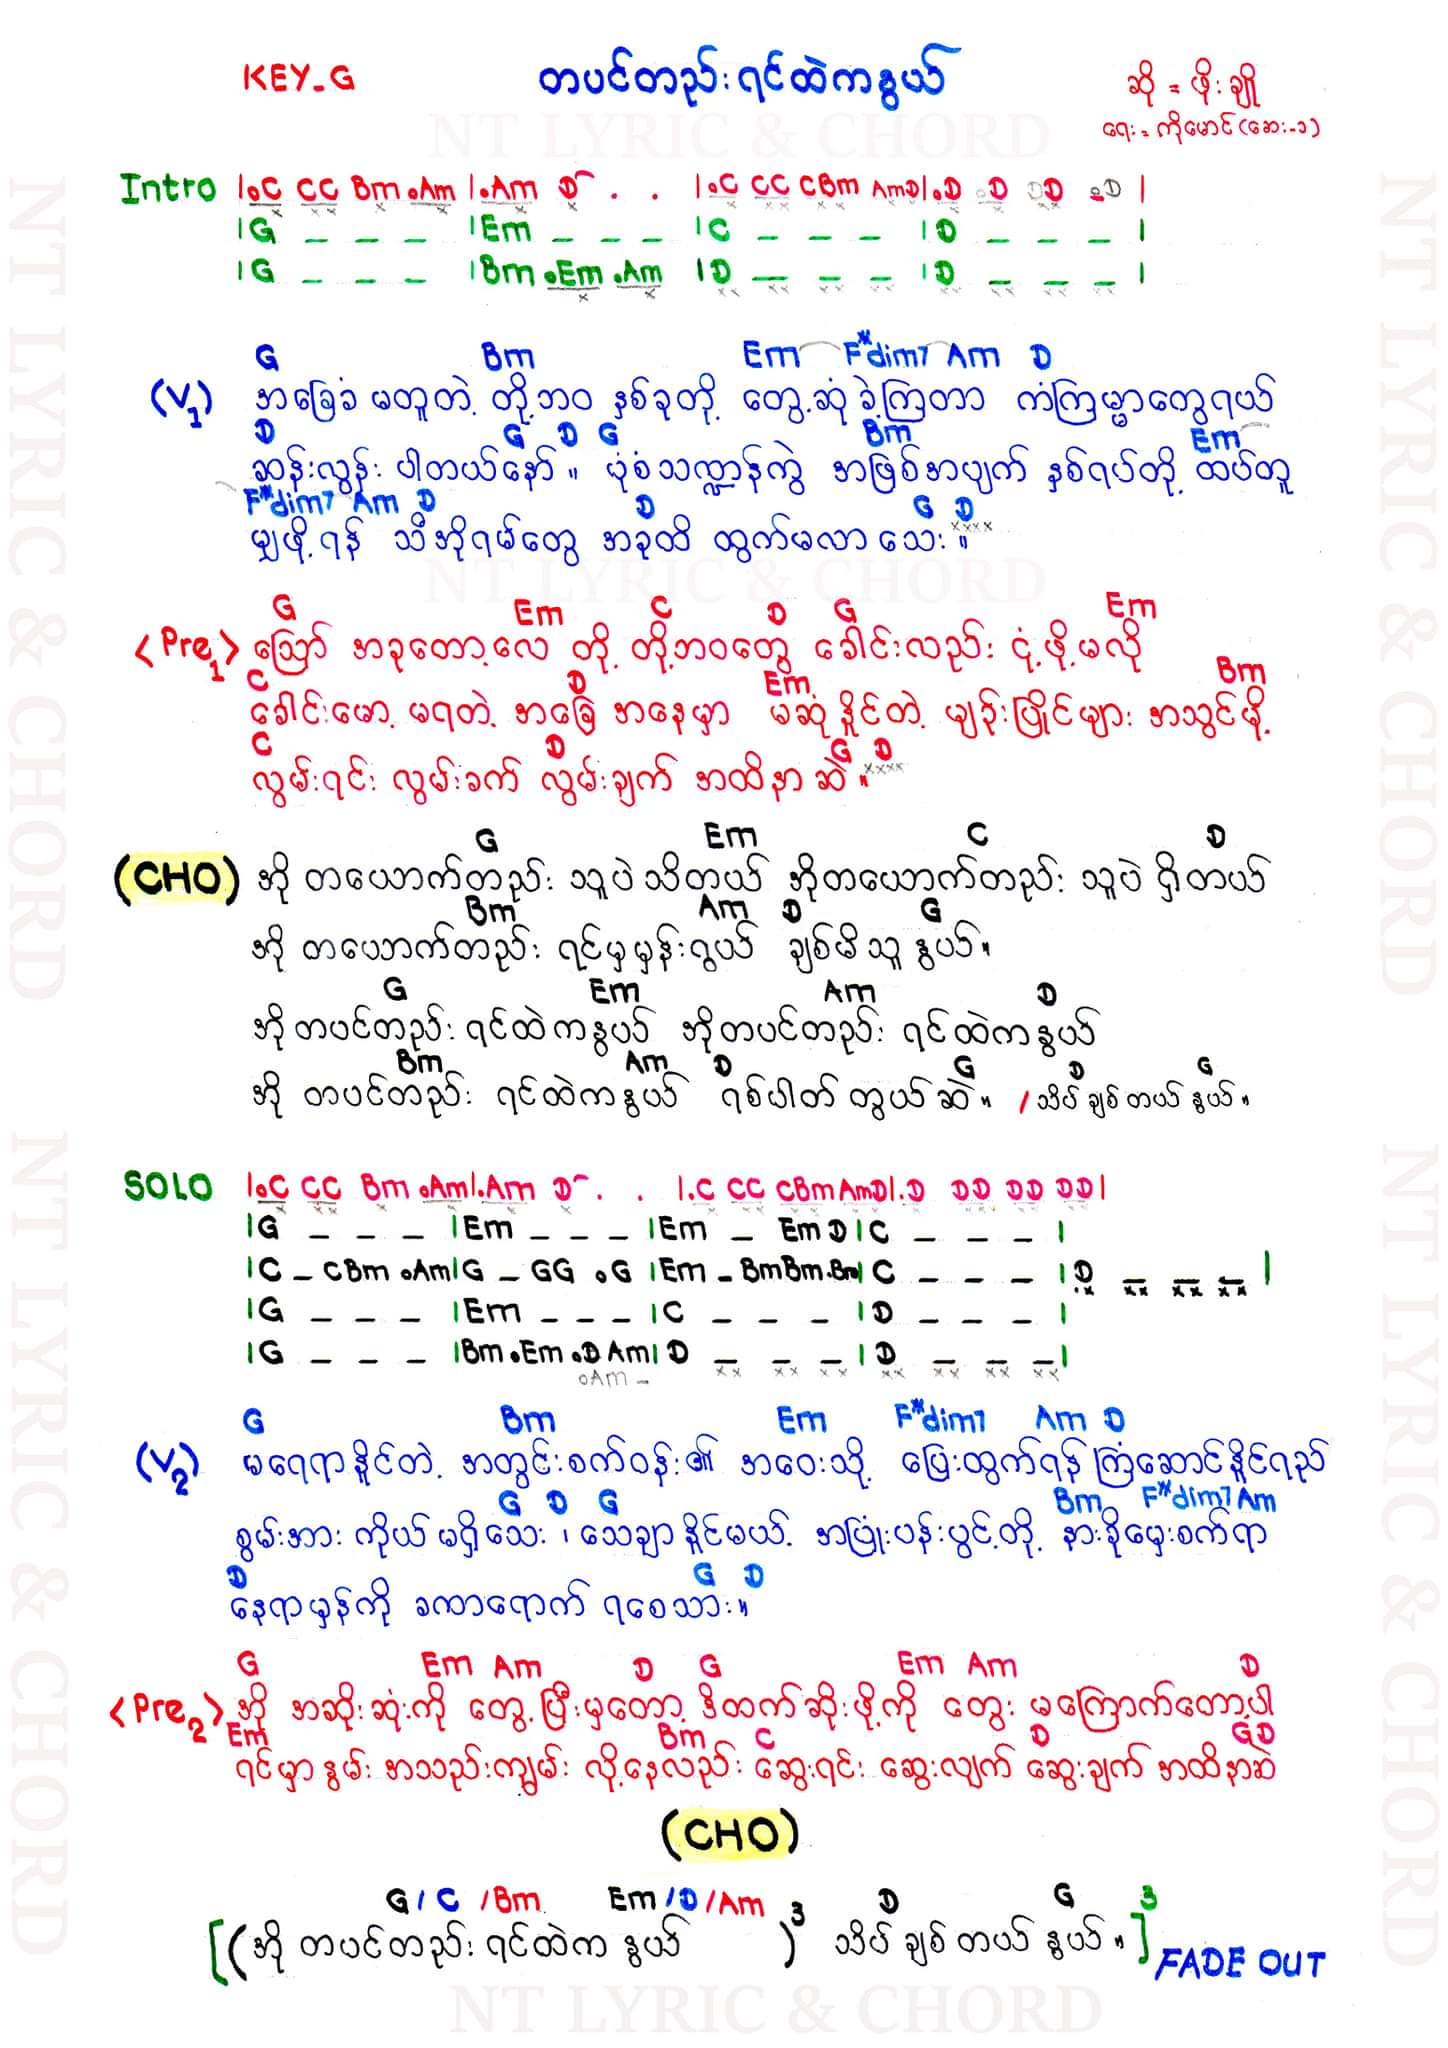 KEY-G
တပင်တည်းရင်ထဲကနွယ်
ဆို = ဖိုးချို
ရေး = ကိုမောင် (ဆေး-၁)
NT LYRIC & CHORD
Intro |.C CC Bm .Am |.Am D . . |.C CC CBm AmD|.D .D DD .D |
|G _ _ _ |Em _ _ _ |C _ _ _ |D _ _ _ |
|G _ _ _ |Bm .Em .Am |D _ _ _ |D _ _ _ |
G Bm Em F#dim7 Am D
(V1) အခြေခံ မတူတဲ့ တို့ဘဝ နှစ်ခုတို့ တွေ့ဆုံခဲ့ကြတာ ကံကြမ္မာတွေရယ်
D G D G Bm Em
ဆန်းလွန်း ပါတယ်နော်။ ပုံစံသဏ္ဍာန်ကွဲ အဖြစ်အပျက် နှစ်ရပ်တို့ ထပ်တူ
F#dim7 Am D D G D
မျှဖို့ရန် သီအိုရမ်တွေ အခုထိ ထွက်မလာသေး။ xxxx
NT LYRIC & CHORD
G Em C D G Em
<Pre1> သြော် အခုတော့လေ တို့ တို့ဘဝတွေ ခေါင်းလည်း ငုံ့ဖို့မလို
C D Em Bm
ခေါင်းမော့ မရတဲ့ အခြေ အနေမှာ မဆုံနိုင်တဲ့ မျဉ်းပြိုင်များ အသွင်မို့
C D G D
လွမ်းရင်း လွမ်းခက် လွမ်းချက် အထိနာဆဲ။ xxxx
G Em C D
(CHO) အို တယောက်တည်း သူပဲသိတယ် အိုတယောက်တည်း သူပဲ ရှိတယ်
Bm Am D G
အို တယောက်တည်း ရင်မှမှန်းရွယ် ချစ်မိသူ နွယ်။
G Em Am D
အိုတပင်တည်း ရင်ထဲကနွယ် အိုတပင်တည်း ရင်ထဲကနွယ်
Bm Am D G D G
အို တပင်တည်း ရင်ထဲကနွယ် ရစ်ပါတ် တွယ်ဆဲ။ /သိပ်ချစ်တယ်နွယ်။
SOLO |.C CC Bm .Am|.Am D . . |.C CC CBm AmD|.D DD DD DD|
|G _ _ _ |Em _ _ _ |Em _ Em D|C _ _ _ |
|C _ CBm .Am|G _ GG .G |Em _ BmBm.Bm|C _ _ _ |D _ _ _ |
|G _ _ _ |Em _ _ _ |C _ _ _ |D _ _ _ |
|G _ _ _ |Bm .Em .D Am|D _ _ _ |D _ _ _|
.Am _
G Bm Em F#dim7 Am D
(V2) မရေရာနိုင်တဲ့ အတွင်းစက်ဝန်း၏ အဝေးသို့ ပြေးထွက်ရန် ကြံဆောင်နိုင်ရည်
G D G Bm F#dim7 Am
စွမ်းအား ကိုယ်မရှိသေး ၊ သေချာနိုင်မယ့် အပြုံးပန်းပွင့်တို့ နားခိုမှေးစက်ရာ
D G D
နေရာမှန်ကို ခဏရောက် ရစေသား။
G Em Am D G Em Am D
<Pre2> အို အဆိုးဆုံးကို တွေ့ပြီးမှတော့ ဒီထက်ဆိုးဖို့ကို တွေး မကြောက်တော့ပါ
Em Bm C D G D
ရင်မှာနွမ်း အသည်းကျွမ်း လို့နေလည်း ဆွေးရင်း ဆွေးလျက် ဆွေးချက် အထိနာဆဲ
(CHO)
G / C / Bm Em / D / Am D G
[(အို တပင်တည်း ရင်ထဲက နွယ်)3 သိပ်ချစ်တယ် နွယ်။]3
FADE OUT
NT LYRIC & CHORD
NT LYRIC & CHORD
NT LYRIC & CHORD
NT LYRIC & CHORD
NT LYRIC & CHORD